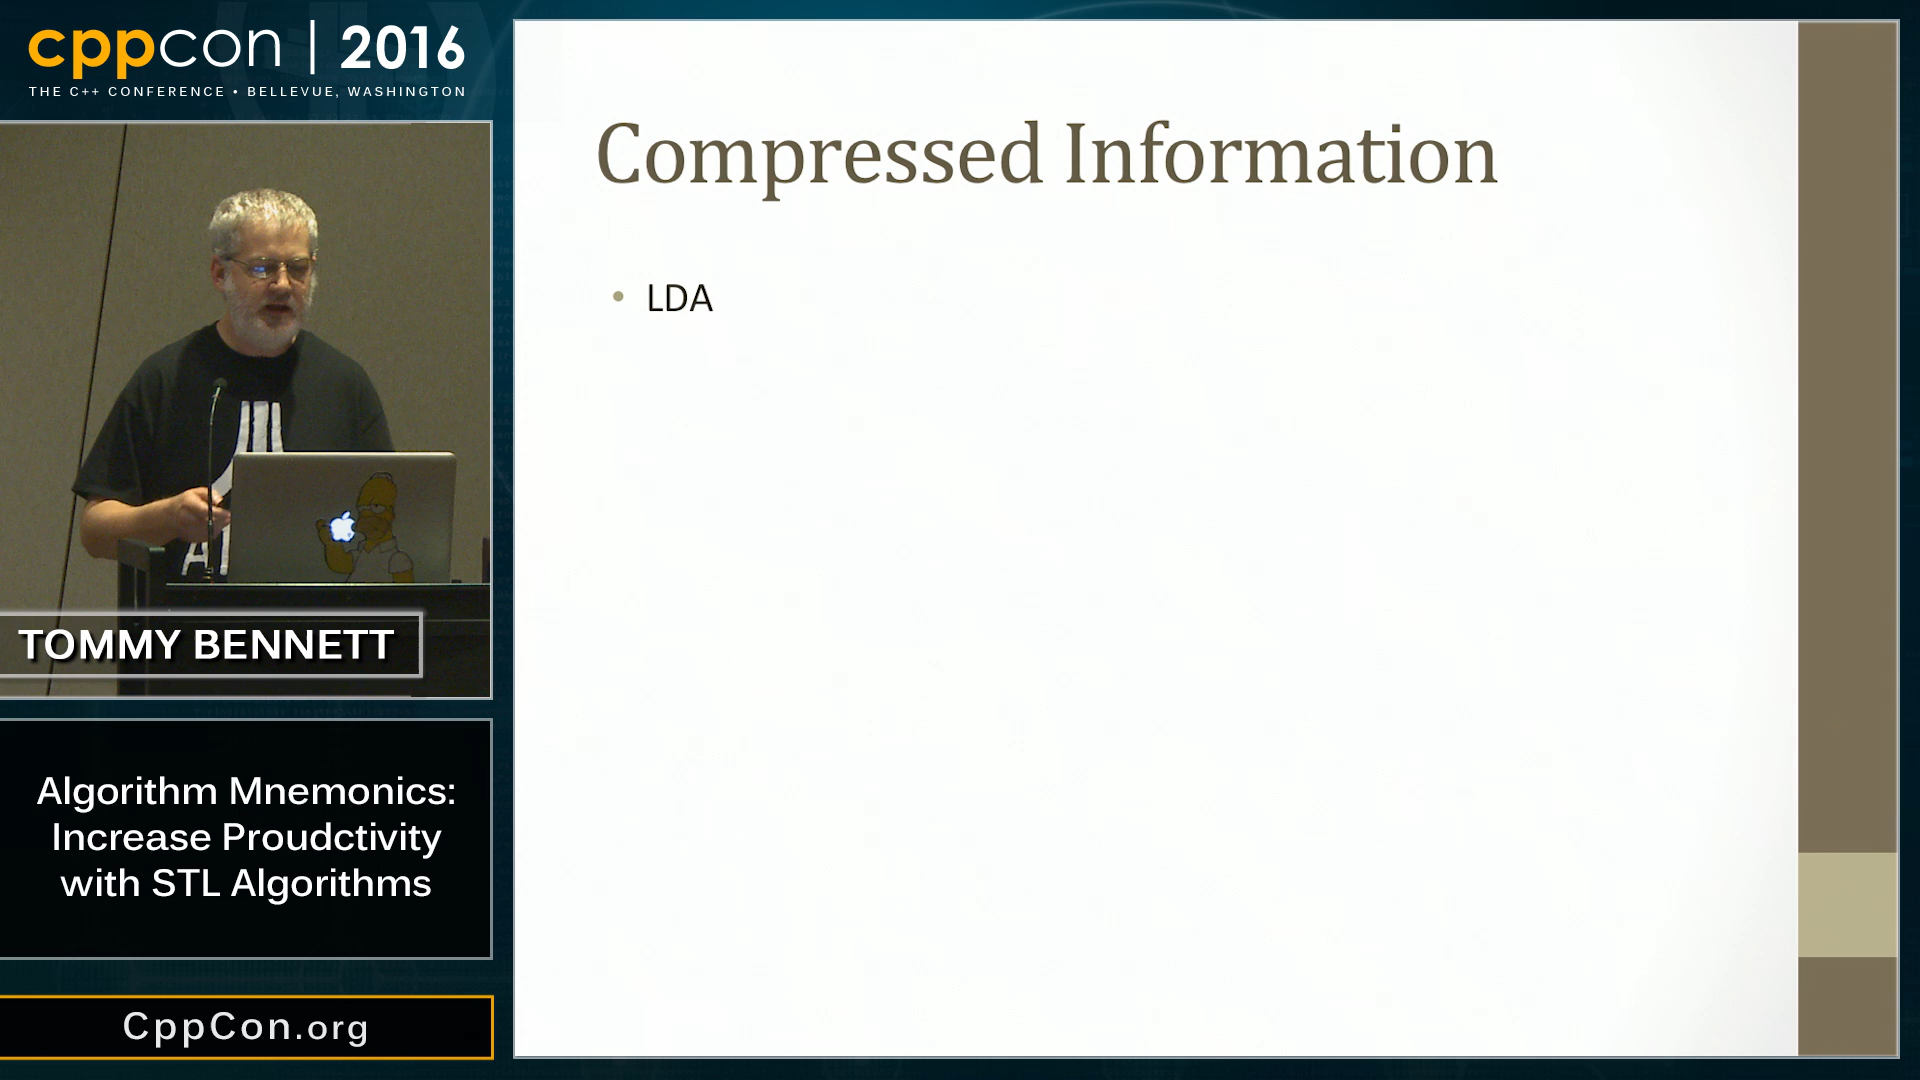 cppcon | 2016
THE C++ CONFERENCE • BELLEVUE, WASHINGTON
Compressed Information
• LDA
TOMMY BENNETT
Algorithm Mnemonics:
Increase Proudctivity
with STL Algorithms
CppCon.org